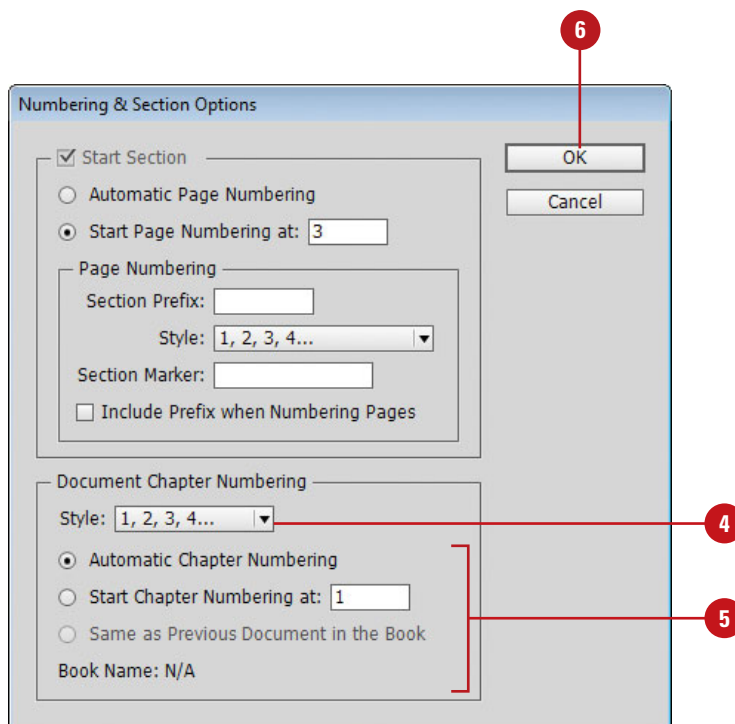 6
Numbering & Section Options
Start Section
OK
Automatic Page Numbering
Cancel
Start Page Numbering at: 3
Page Numbering
Section Prefix:
Style: 1, 2, 3, 4...
Section Marker:
Include Prefix when Numbering Pages
Document Chapter Numbering
Style: 1, 2, 3, 4...
4
Automatic Chapter Numbering
Start Chapter Numbering at: 1
5
Same as Previous Document in the Book
Book Name: N/A